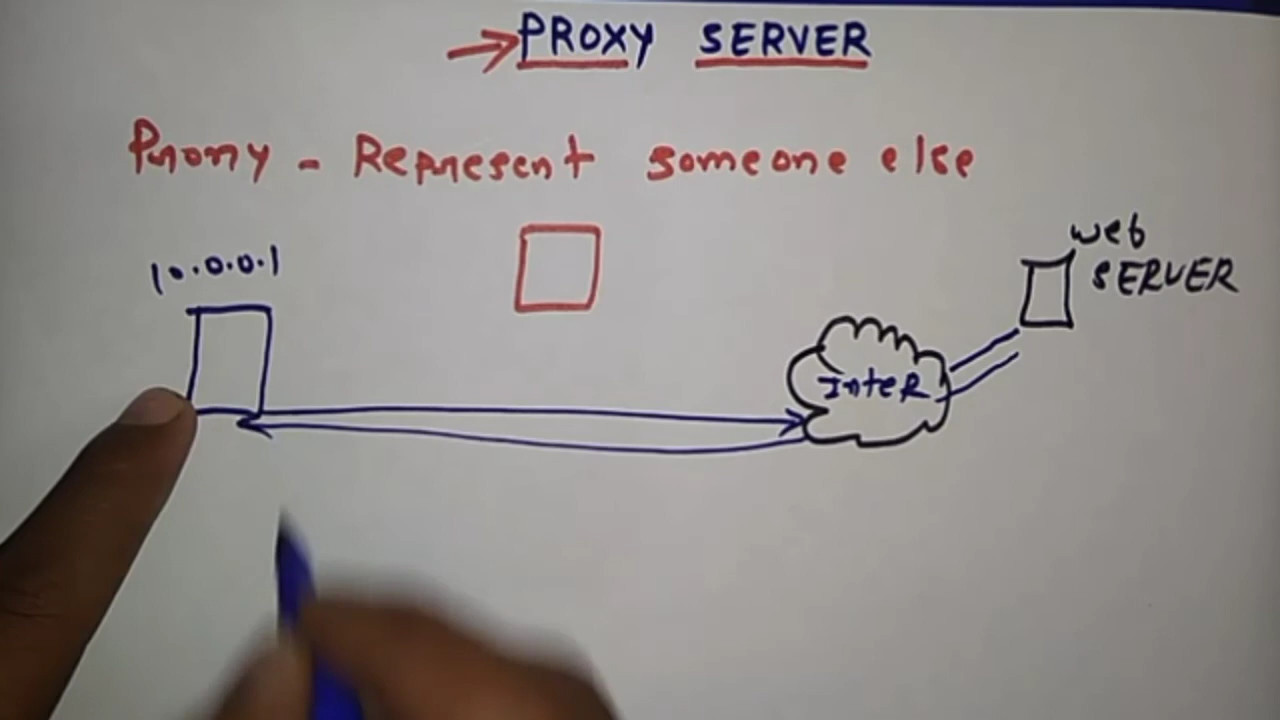 PROXY SERVER
Proxy - Represent someone else
10.0.0.1
web
SERVER
InteR